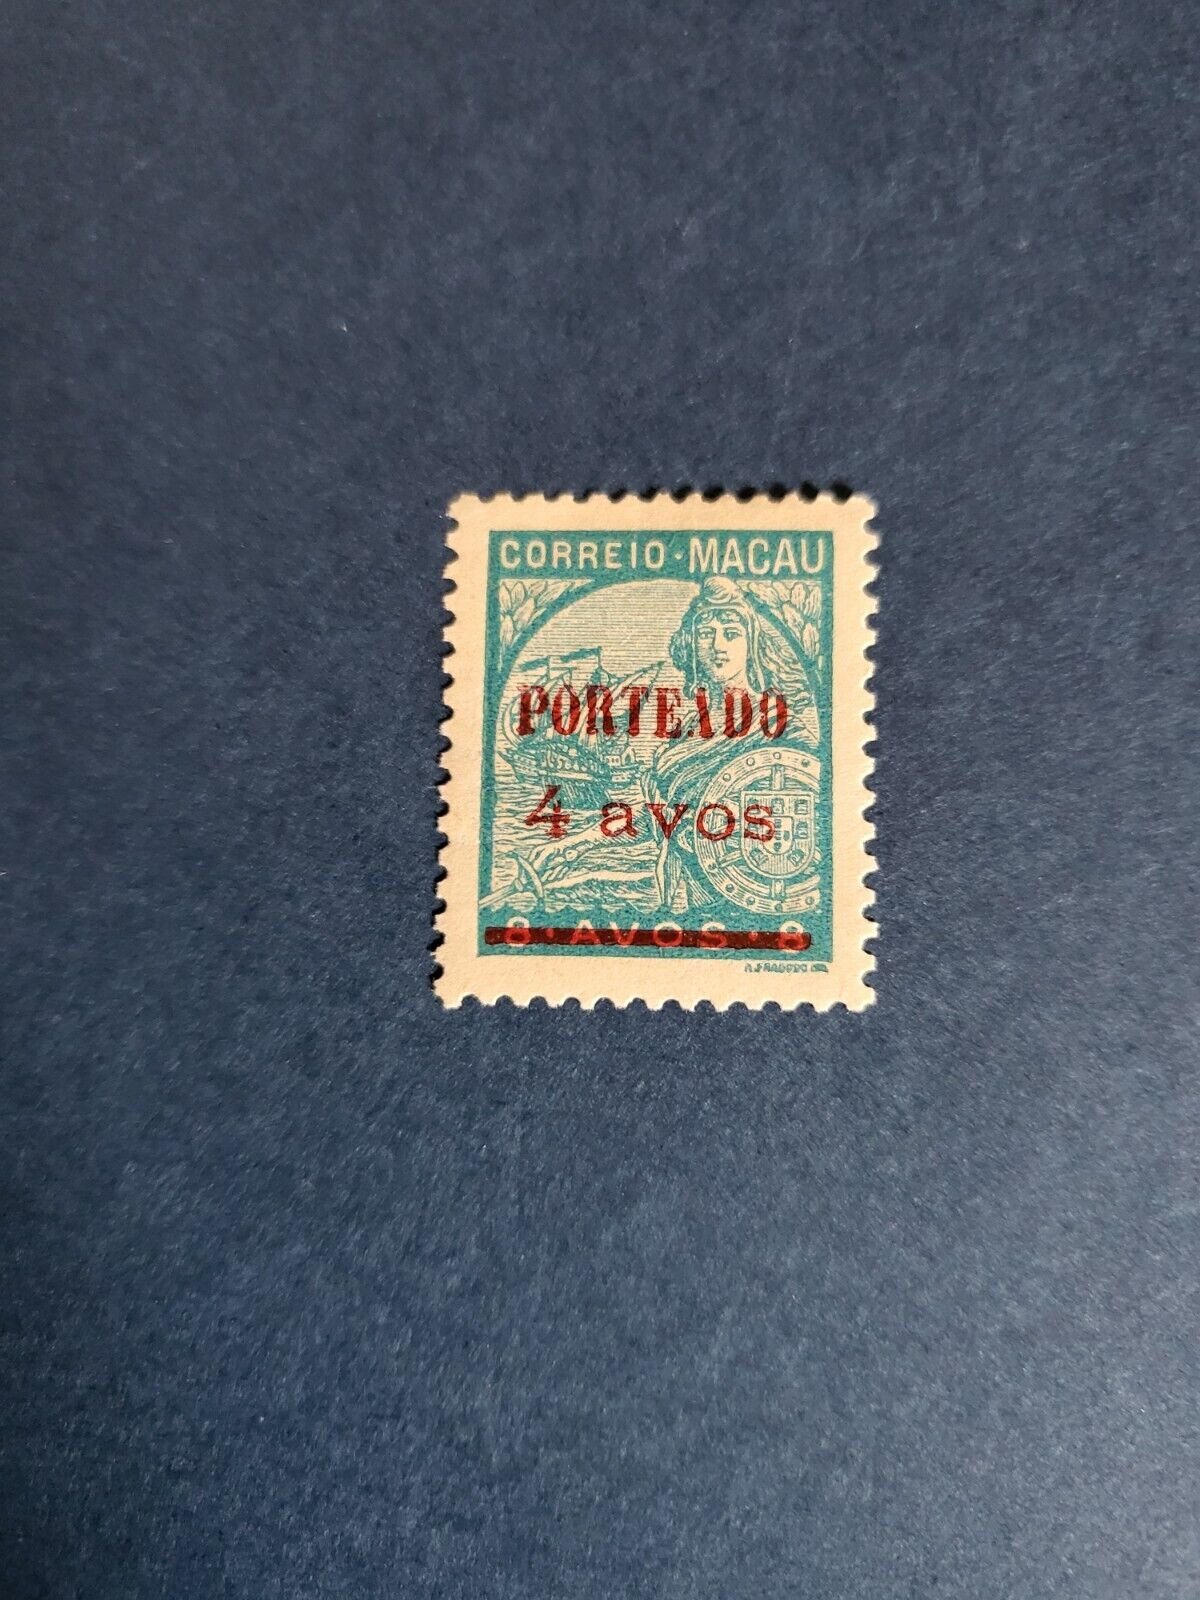 CORREIO · MACAU
PORTEADO
4 avos
8 · AVOS · 8